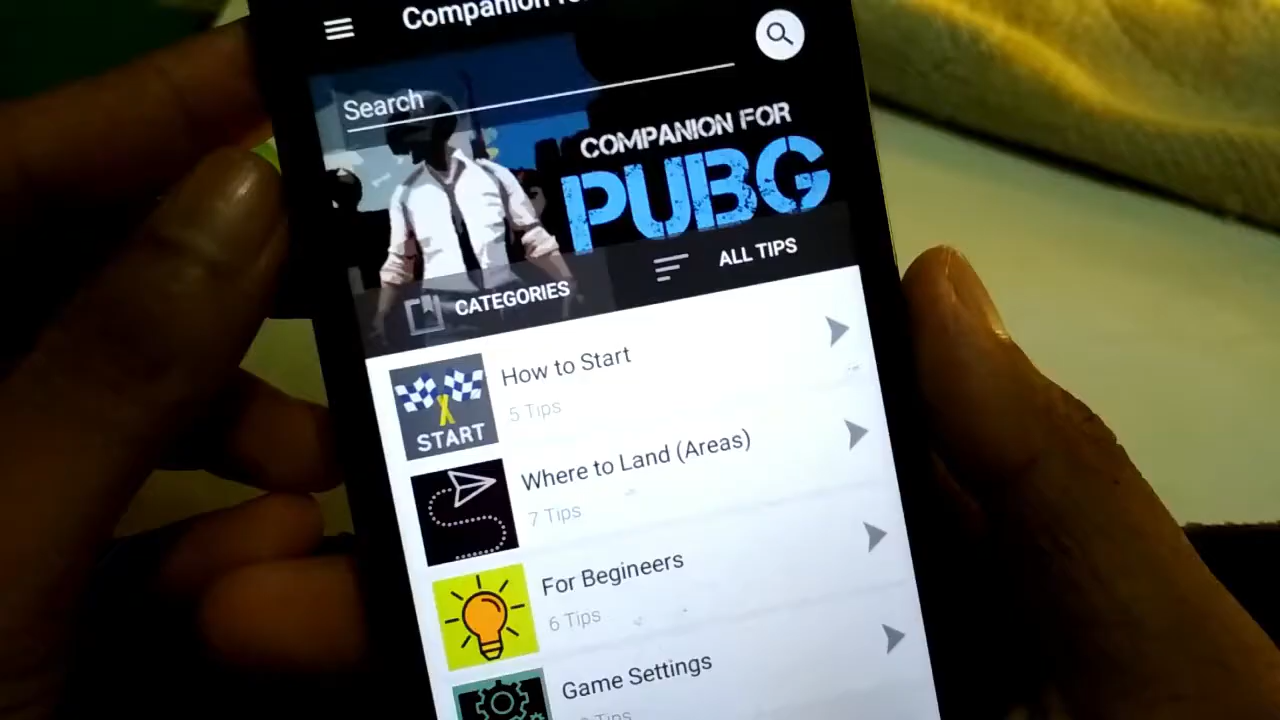 Companion
Search
COMPANION FOR
PUBG
CATEGORIES
ALL TIPS
How to Start
5 Tips
START
Where to Land (Areas)
7 Tips
For Begineers
6 Tips
Game Settings
Tips